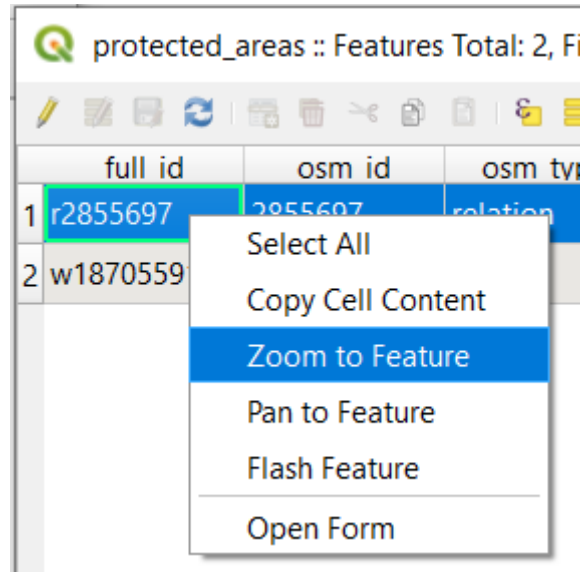 protected_areas :: Features Total: 2, Fi
full_id osm_id osm_typ
1 r2855697 2855697 relation
2 w1870559
Select All
Copy Cell Content
Zoom to Feature
Pan to Feature
Flash Feature
Open Form